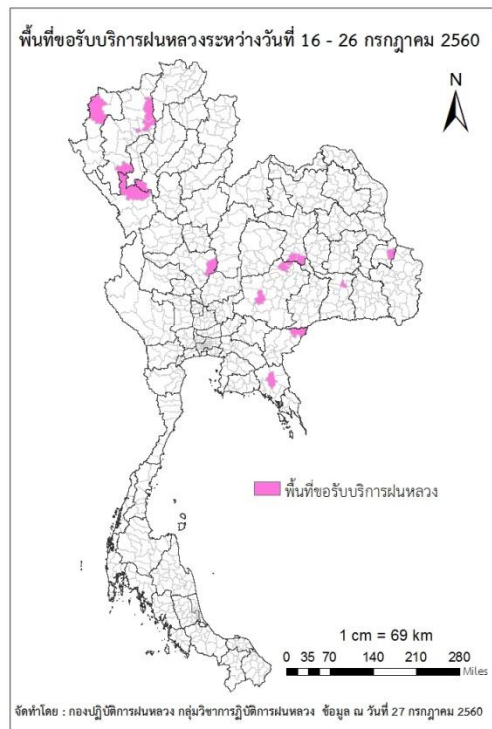 พื้นที่ขอรับบริการฝนหลวงระหว่างวันที่ 16 - 26 กรกฎาคม 2560
N
พื้นที่ขอรับบริการฝนหลวง
1 cm = 69 km
0 35 70 140 210 280
Miles
จัดทำโดย : กองปฏิบัติการฝนหลวง กลุ่มวิชาการฏิบัติการฝนหลวง ข้อมูล ณ วันที่ 27 กรกฎาคม 2560